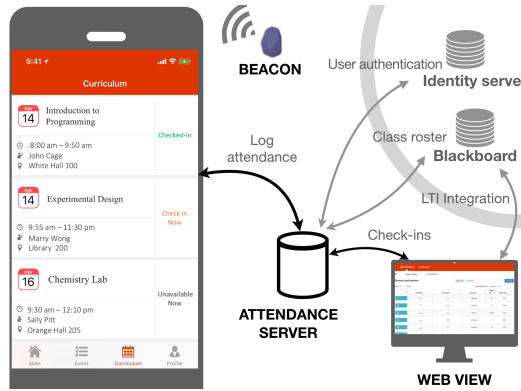 9:41
Curriculum
Apr
14
Introduction to
Programming
Checked-in
8:00 am – 9:50 am
John Cage
White Hall 100
Apr
14
Experimental Design
Check in
Now
9:55 am – 11:30 pm
Marry Wong
Library 200
Apr
16
Chemistry Lab
Unavailable
Now
9:30 am – 12:10 pm
Sally Pitt
Orange Hall 205
Main
Event
Curriculum
Profile
BEACON
User authentication
Identity serve
Class roster
Blackboard
LTI Integration
Log
attendance
Check-ins
ATTENDANCE
SERVER
WEB VIEW